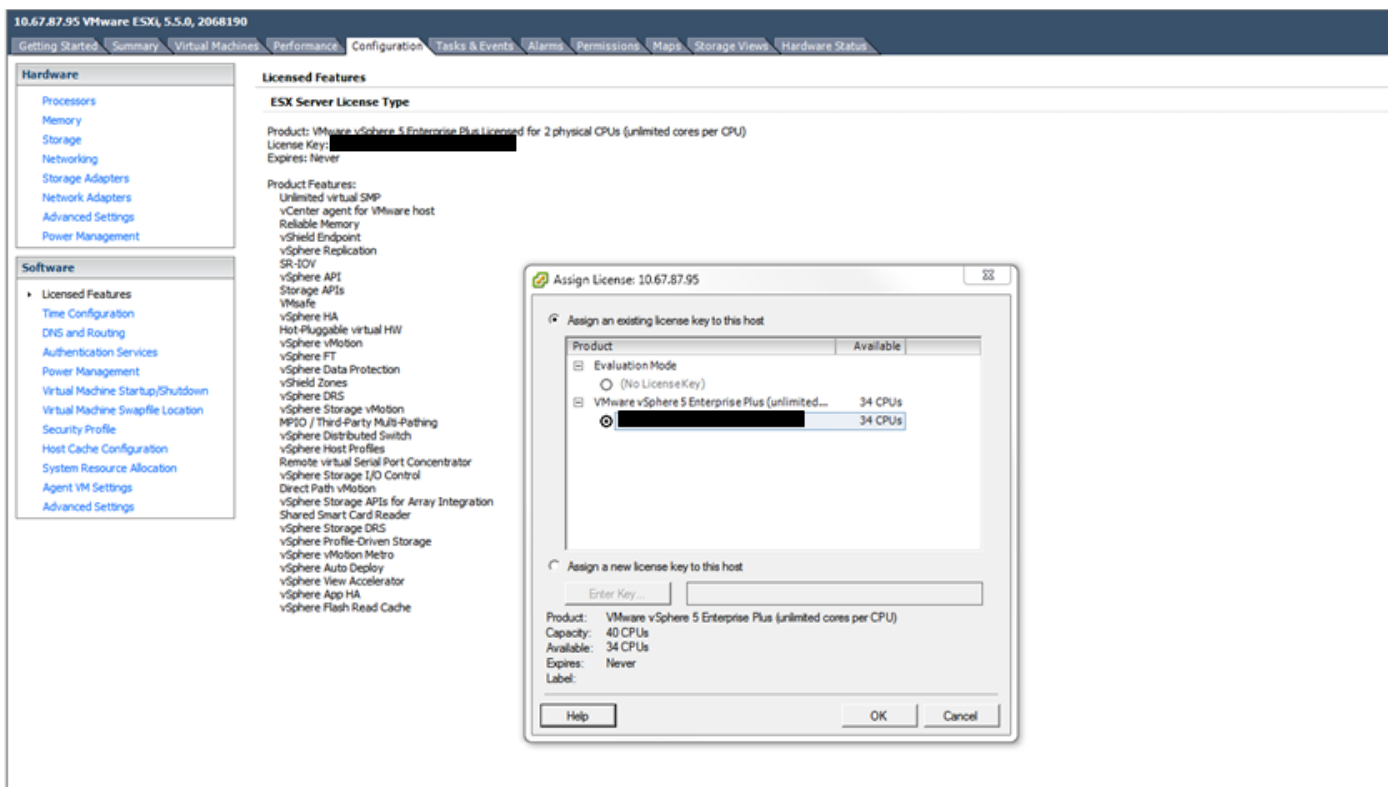 10.67.87.95 VMware ESXi, 5.5.0, 2068190
Getting Started Summary Virtual Machines Performance Configuration Tasks & Events Alarms Permissions Maps Storage Views Hardware Status
Hardware
Processors
Memory
Storage
Networking
Storage Adapters
Network Adapters
Advanced Settings
Power Management
Software
Licensed Features
Time Configuration
DNS and Routing
Authentication Services
Power Management
Virtual Machine Startup/Shutdown
Virtual Machine Swapfile Location
Security Profile
Host Cache Configuration
System Resource Allocation
Agent VM Settings
Advanced Settings
Licensed Features
ESX Server License Type
Product: VMware vSphere 5 Enterprise Plus Licensed for 2 physical CPUs (unlimited cores per CPU)
License Key:
Expires: Never
Product Features:
Unlimited virtual SMP
vCenter agent for VMware host
Reliable Memory
vShield Endpoint
vSphere Replication
SR-IOV
vSphere API
Storage APIs
VMsafe
vSphere HA
Hot-Pluggable virtual HW
vSphere vMotion
vSphere FT
vSphere Data Protection
vShield Zones
vSphere DRS
vSphere Storage vMotion
MPIO / Third-Party Multi-Pathing
vSphere Distributed Switch
vSphere Host Profiles
Remote virtual Serial Port Concentrator
vSphere Storage I/O Control
Direct Path vMotion
vSphere Storage APIs for Array Integration
Shared Smart Card Reader
vSphere Storage DRS
vSphere Profile-Driven Storage
vSphere vMotion Metro
vSphere Auto Deploy
vSphere View Accelerator
vSphere App HA
vSphere Flash Read Cache
Assign License: 10.67.87.95
Assign an existing license key to this host
Product Available
Evaluation Mode
(No License Key)
VMware vSphere 5 Enterprise Plus (unlimited... 34 CPUs
34 CPUs
Assign a new license key to this host
Enter Key...
Product: VMware vSphere 5 Enterprise Plus (unlimited cores per CPU)
Capacity: 40 CPUs
Available: 34 CPUs
Expires: Never
Label:
Help OK Cancel